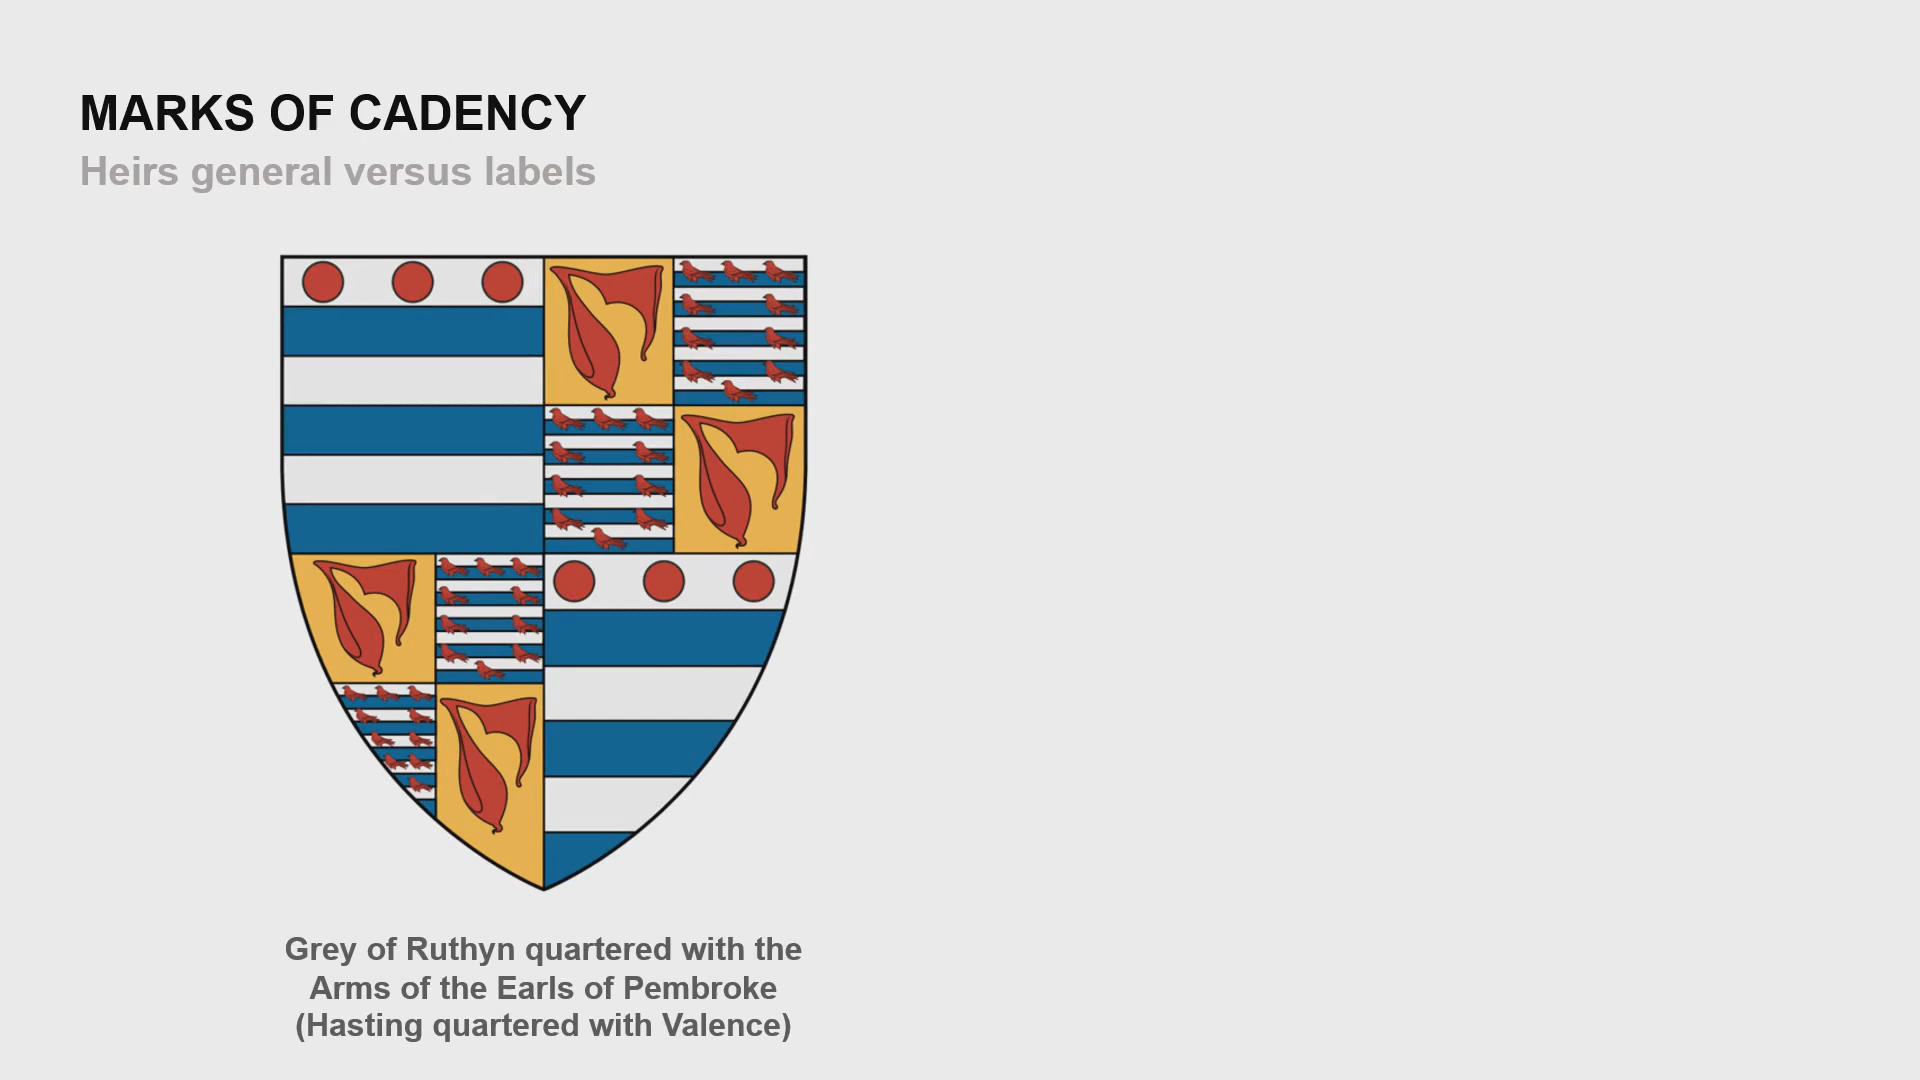 MARKS OF CADENCY
Heirs general versus labels
Grey of Ruthyn quartered with the
Arms of the Earls of Pembroke
(Hasting quartered with Valence)